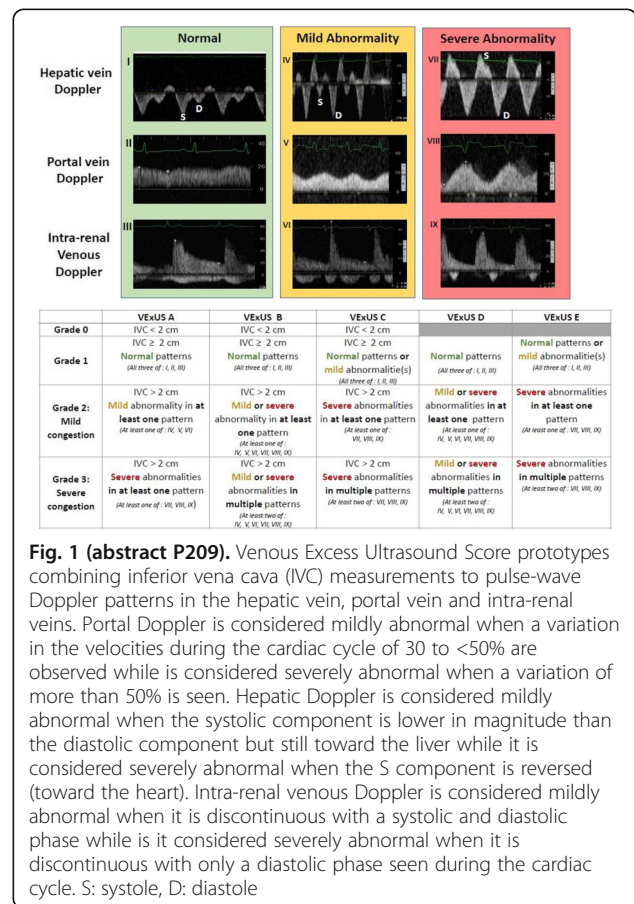 Normal
Mild Abnormality
Severe Abnormality
Hepatic vein
Doppler
I
S
D
IV
S
D
VII
S
D
Portal vein
Doppler
II
40
20
0
V
VIII
Intra-renal
Venous
Doppler
III
VI
IX
VExUS A VExUS B VExUS C VExUS D VExUS E
Grade 0 IVC < 2 cm IVC < 2 cm IVC < 2 cm
Grade 1
IVC ≥ 2 cm
Normal patterns
(All three of : I, II, III)
IVC ≥ 2 cm
Normal patterns
(All three of : I, II, III)
IVC ≥ 2 cm
Normal patterns or
mild abnormalitie(s)
(All three of : I, II, III)
Normal patterns
(All three of : I, II, III)
Normal patterns or
mild abnormalitie(s)
(All three of : I, II, III)
Grade 2:
Mild
congestion
IVC > 2 cm
Mild abnormality in at
least one pattern
(At least one of : IV, V, VI)
IVC > 2 cm
Mild or severe
abnormality in at least
one pattern
(At least one of :
IV, V, VI, VII, VIII, IX)
IVC > 2 cm
Severe abnormalities
in at least one pattern
(At least one of :
VII, VIII, IX)
Mild or severe
abnormalities in at
least one pattern
(At least one of :
IV, V, VI, VII, VIII, IX)
Severe abnormalities
in at least one
pattern
(At least one of : VII, VIII, IX)
Grade 3:
Severe
congestion
IVC > 2 cm
Severe abnormalities
in at least one pattern
(At least one of : VII, VIII, IX)
IVC > 2 cm
Mild or severe
abnormalities in
multiple patterns
(At least two of :
IV, V, VI, VII, VIII, IX)
IVC > 2 cm
Severe abnormalities
in multiple patterns
(At least two of : VII, VIII, IX)
Mild or severe
abnormalities in
multiple patterns
(At least two of :
IV, V, VI, VII, VIII, IX)
Severe abnormalities
in multiple patterns
(At least two of : VII, VIII, IX)
Fig. 1 (abstract P209). Venous Excess Ultrasound Score prototypes
combining inferior vena cava (IVC) measurements to pulse-wave
Doppler patterns in the hepatic vein, portal vein and intra-renal
veins. Portal Doppler is considered mildly abnormal when a variation
in the velocities during the cardiac cycle of 30 to <50% are
observed while is considered severely abnormal when a variation of
more than 50% is seen. Hepatic Doppler is considered mildly
abnormal when the systolic component is lower in magnitude than
the diastolic component but still toward the liver while it is
considered severely abnormal when the S component is reversed
(toward the heart). Intra-renal venous Doppler is considered mildly
abnormal when it is discontinuous with a systolic and diastolic
phase while is it considered severely abnormal when it is
discontinuous with only a diastolic phase seen during the cardiac
cycle. S: systole, D: diastole